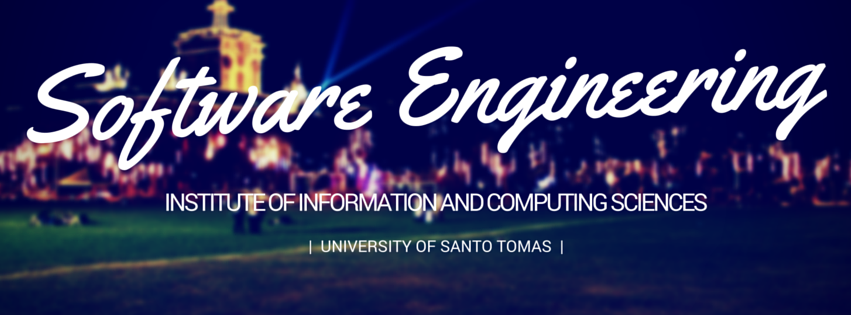 Software Engineering
INSTITUTE OF INFORMATION AND COMPUTING SCIENCES
| UNIVERSITY OF SANTO TOMAS |